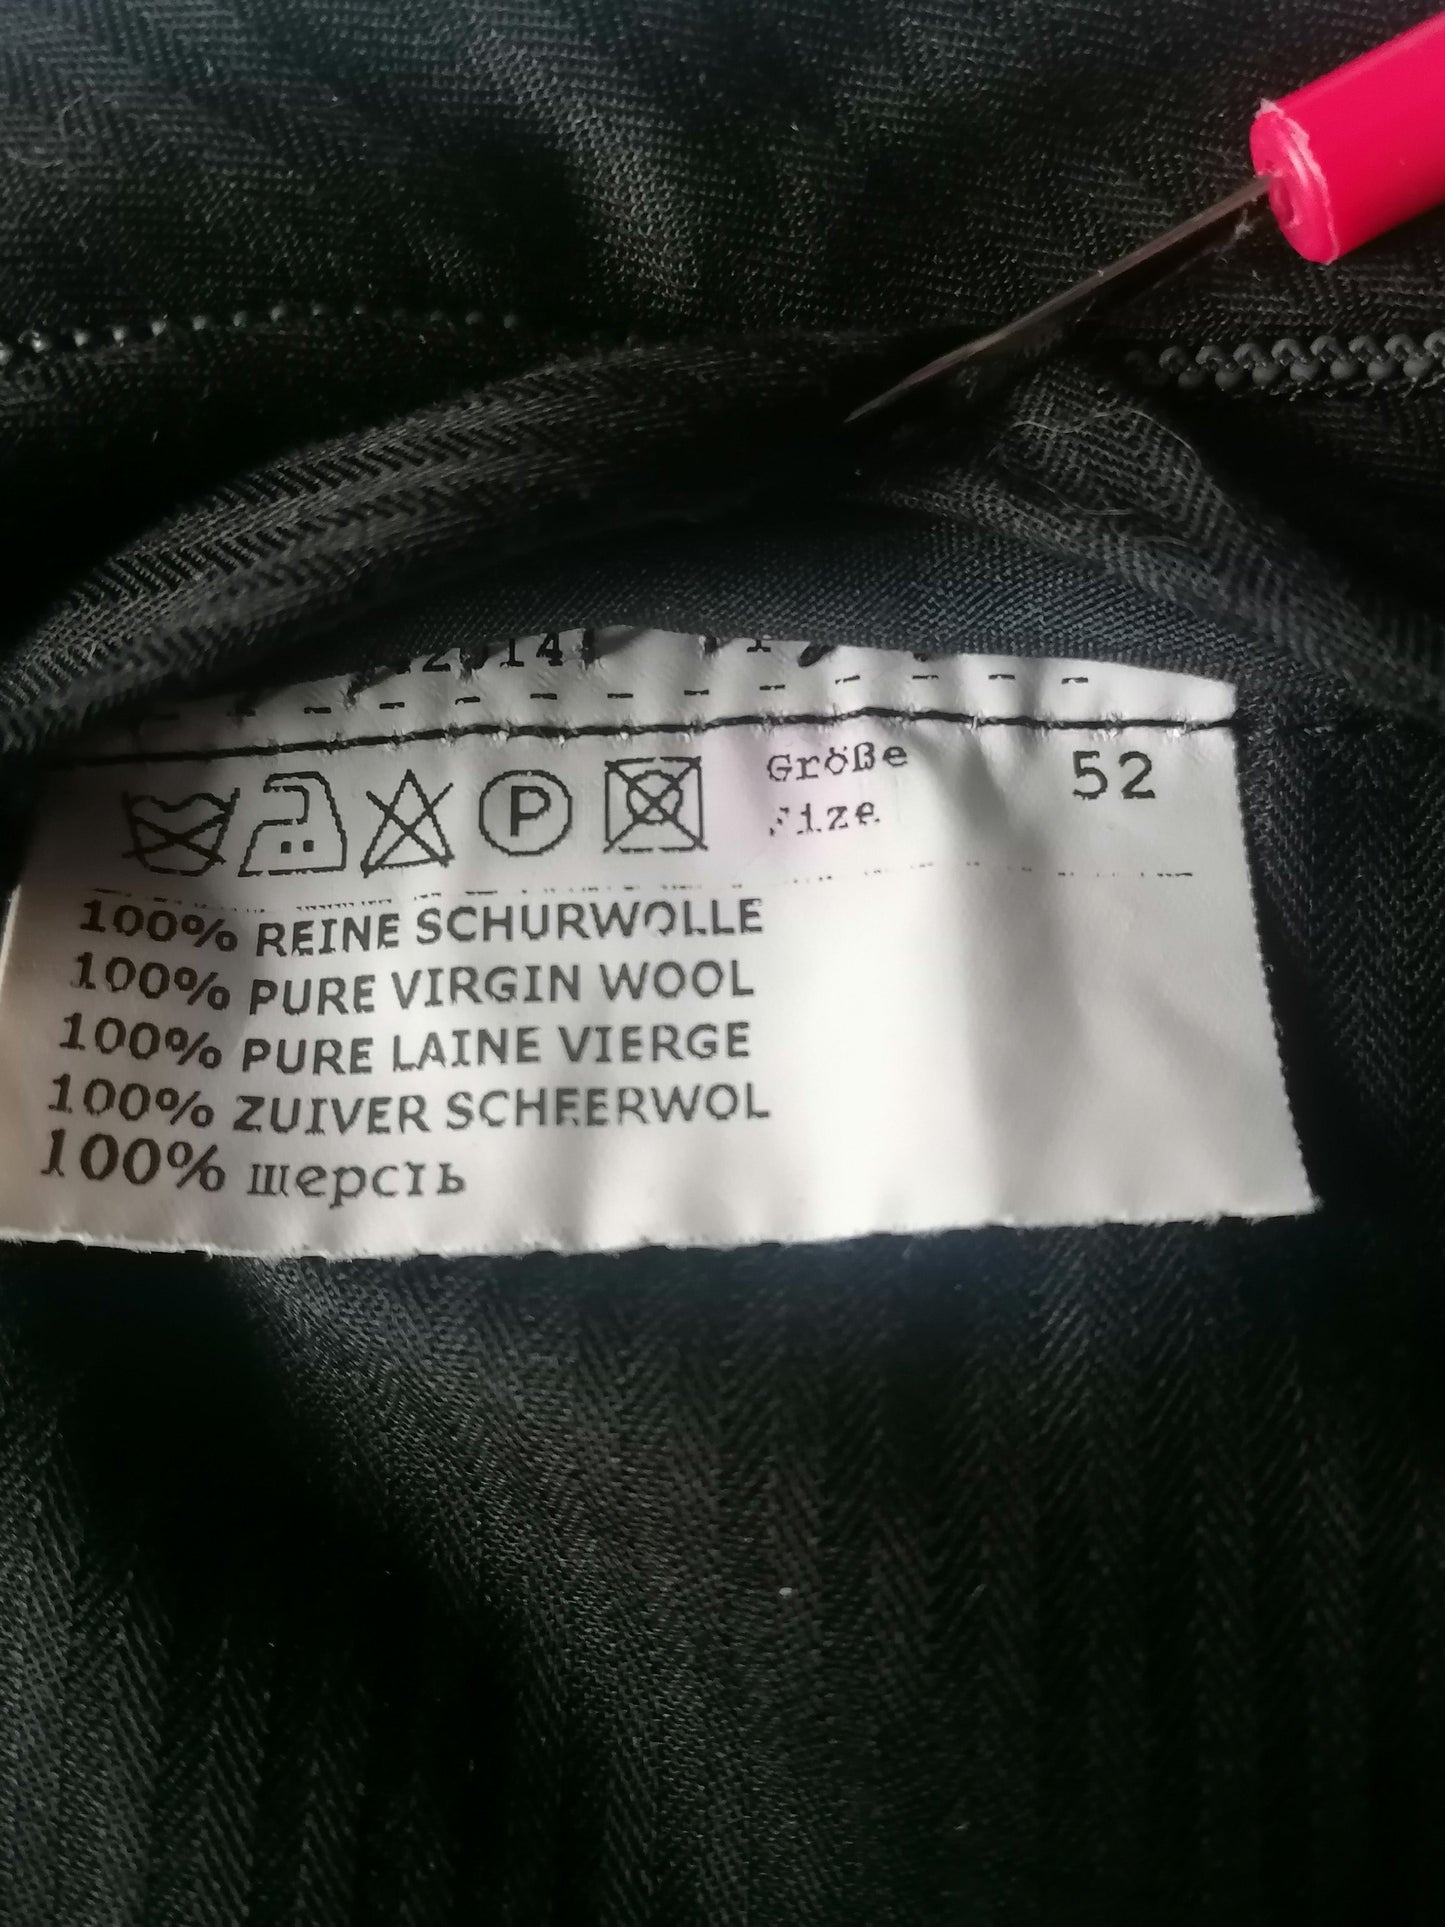 P
Größe 52
Size
100% REINE SCHURWOLLE
100% PURE VIRGIN WOOL
100% PURE LAINE VIERGE
100% ZUIVER SCHEERWOL
100% шерсть